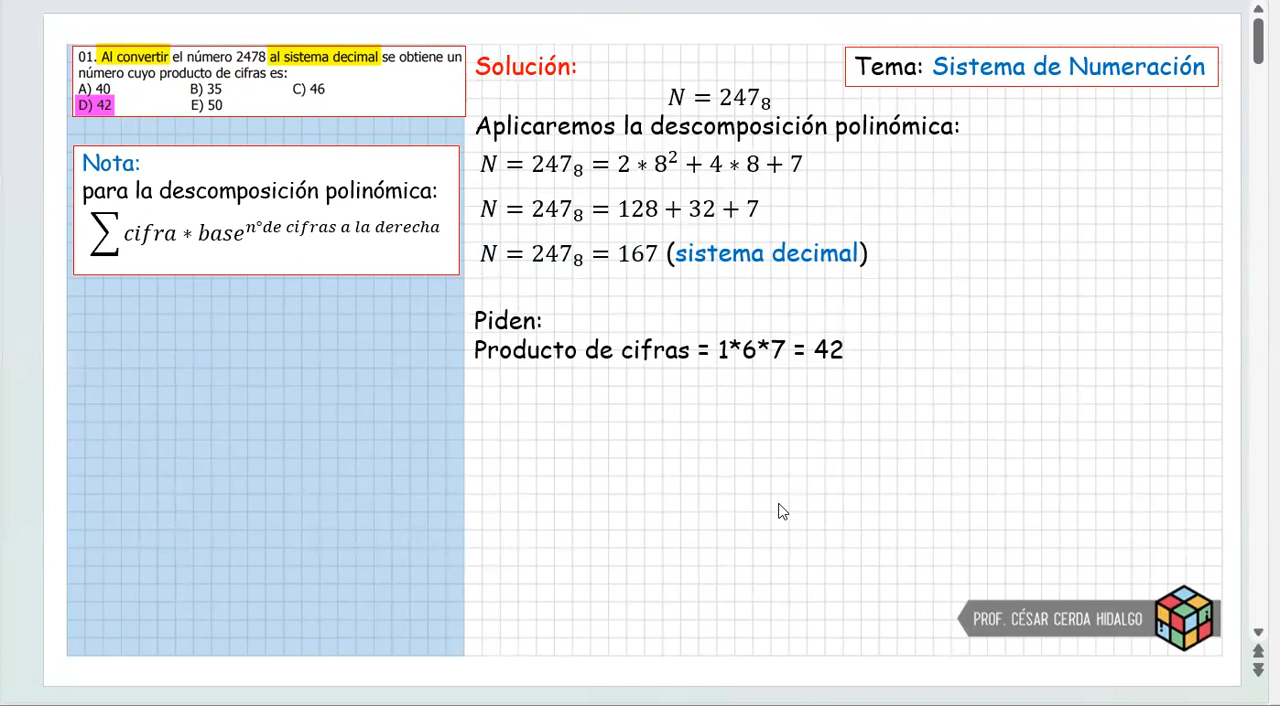 01. Al convertir el número 2478 al sistema decimal se obtiene un
número cuyo producto de cifras es:
A) 40 B) 35 C) 46
D) 42 E) 50
Nota:
para la descomposición polinómica:
∑ cifra ∗ base^n°de cifras a la derecha
Solución:
Tema: Sistema de Numeración
N = 247₈
Aplicaremos la descomposición polinómica:
N = 247₈ = 2 ∗ 8² + 4 ∗ 8 + 7
N = 247₈ = 128 + 32 + 7
N = 247₈ = 167 (sistema decimal)
Piden:
Producto de cifras = 1*6*7 = 42
PROF. CÉSAR CERDA HIDALGO